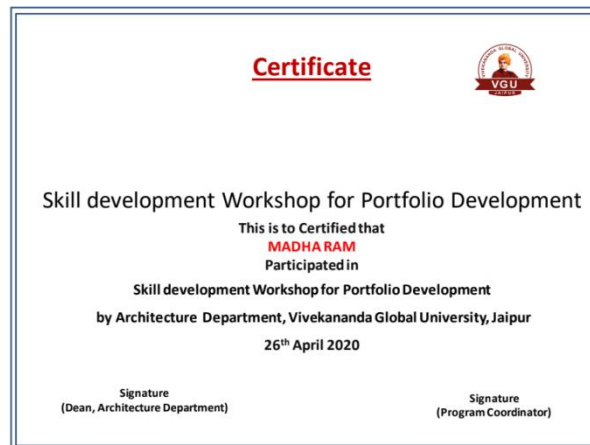 Certificate
VIVEKANANDA GLOBAL UNIVERSITY
VGU
JAIPUR
Skill development Workshop for Portfolio Development
This is to Certified that
MADHA RAM
Participated in
Skill development Workshop for Portfolio Development
by Architecture Department, Vivekananda Global University, Jaipur
26th April 2020
Signature
(Dean, Architecture Department)
Signature
(Program Coordinator)